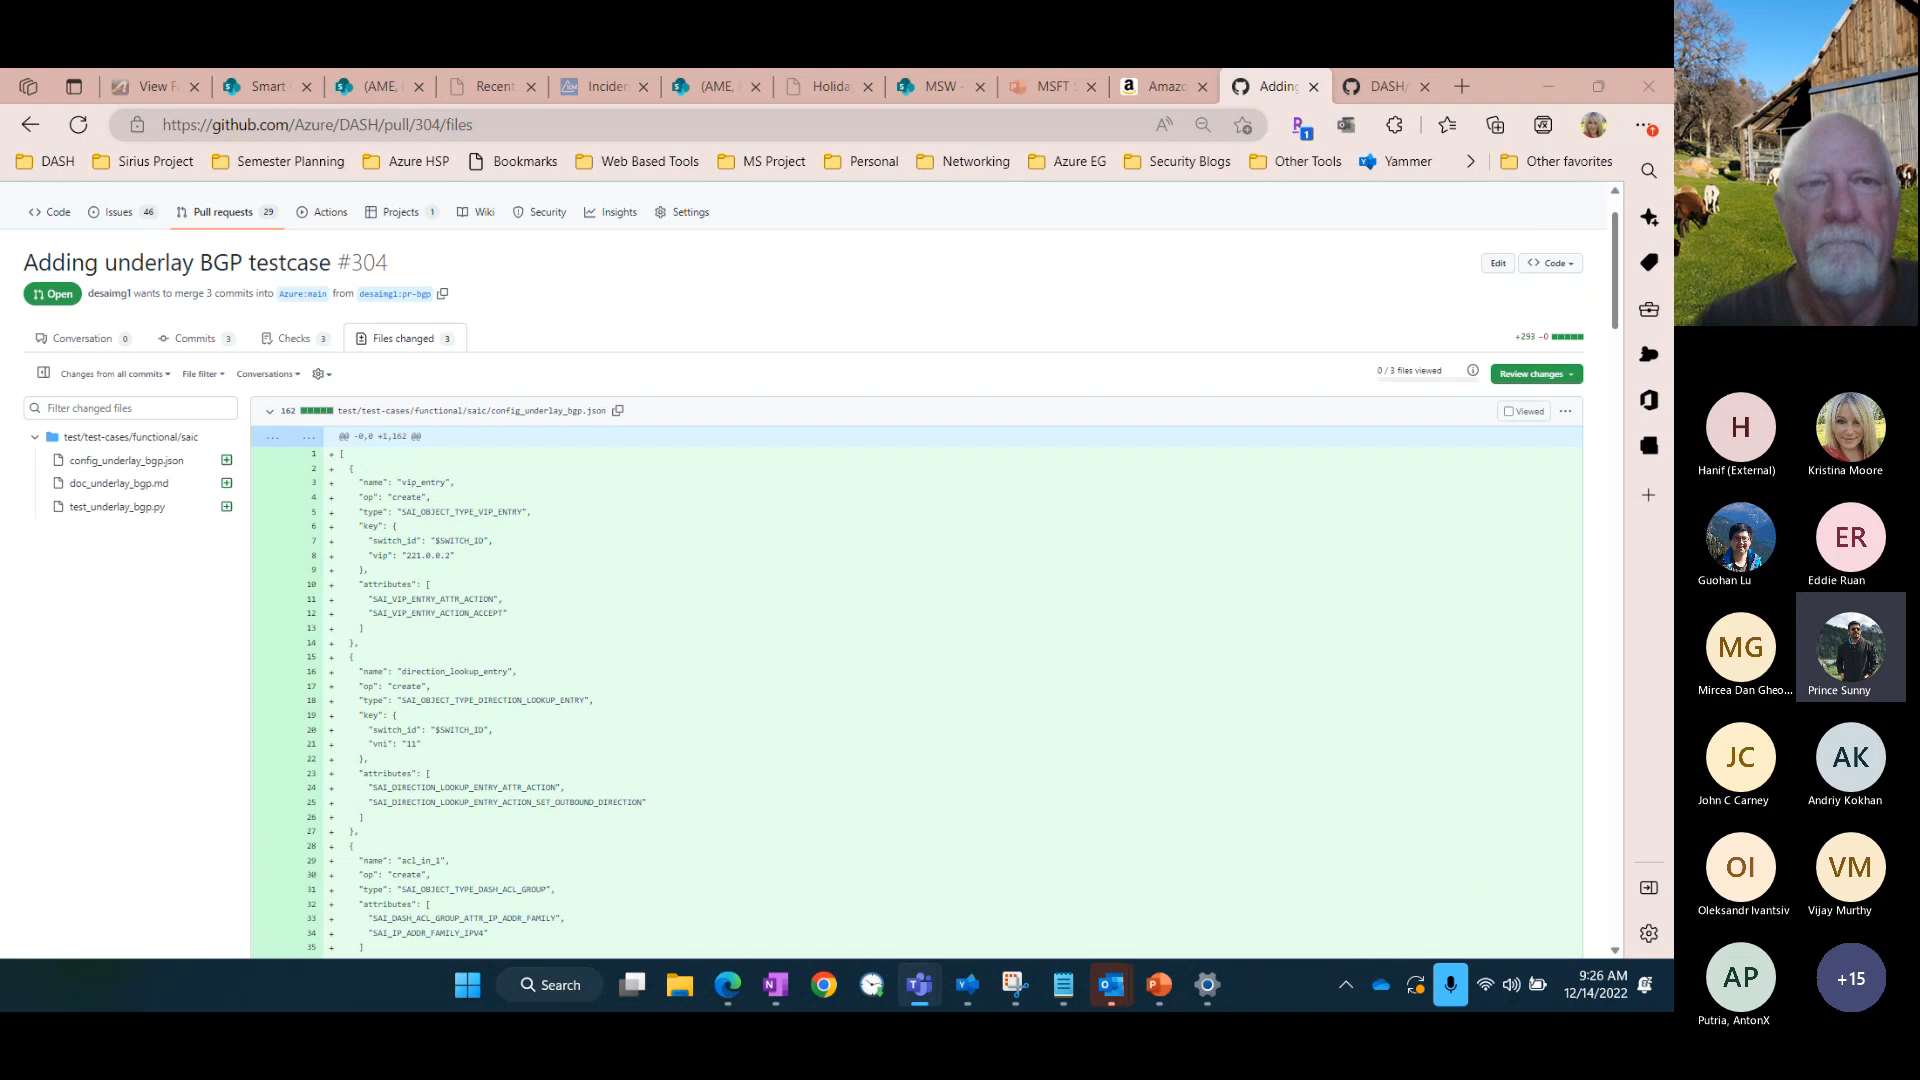 View F
Smart
(AME,
Recent
Incider
(AME,
Holida
MSW -
MSFT
Amazo
Adding
DASH/
https://github.com/Azure/DASH/pull/304/files
DASH
Sirius Project
Semester Planning
Azure HSP
Bookmarks
Web Based Tools
MS Project
Personal
Networking
Azure EG
Security Blogs
Other Tools
Yammer
Other favorites
Code
Issues 46
Pull requests 29
Actions
Projects 1
Wiki
Security
Insights
Settings
Adding underlay BGP testcase #304
Edit
<> Code
Open
desaimg1 wants to merge 3 commits into Azure:main from desaimg1:pr-bgp
Conversation 0
Commits 3
Checks 3
Files changed 3
+293 −0
Changes from all commits
File filter
Conversations
0 / 3 files viewed
Review changes
Filter changed files
162 test/test-cases/functional/saic/config_underlay_bgp.json
Viewed
test/test-cases/functional/saic
config_underlay_bgp.json
doc_underlay_bgp.md
test_underlay_bgp.py
... ... @@ -0,0 +1,162 @@
1 + [
2 + {
3 + "name": "vip_entry",
4 + "op": "create",
5 + "type": "SAI_OBJECT_TYPE_VIP_ENTRY",
6 + "key": {
7 + "switch_id": "$SWITCH_ID",
8 + "vip": "221.0.0.2"
9 + },
10 + "attributes": [
11 + "SAI_VIP_ENTRY_ATTR_ACTION",
12 + "SAI_VIP_ENTRY_ACTION_ACCEPT"
13 + ]
14 + },
15 + {
16 + "name": "direction_lookup_entry",
17 + "op": "create",
18 + "type": "SAI_OBJECT_TYPE_DIRECTION_LOOKUP_ENTRY",
19 + "key": {
20 + "switch_id": "$SWITCH_ID",
21 + "vni": "11"
22 + },
23 + "attributes": [
24 + "SAI_DIRECTION_LOOKUP_ENTRY_ATTR_ACTION",
25 + "SAI_DIRECTION_LOOKUP_ENTRY_ACTION_SET_OUTBOUND_DIRECTION"
26 + ]
27 + },
28 + {
29 + "name": "acl_in_1",
30 + "op": "create",
31 + "type": "SAI_OBJECT_TYPE_DASH_ACL_GROUP",
32 + "attributes": [
33 + "SAI_DASH_ACL_GROUP_ATTR_IP_ADDR_FAMILY",
34 + "SAI_IP_ADDR_FAMILY_IPV4"
35 + ]
Search
9:26 AM
12/14/2022
H
Hanif (External)
Kristina Moore
Guohan Lu
ER
Eddie Ruan
MG
Mircea Dan Gheo...
Prince Sunny
JC
John C Carney
AK
Andriy Kokhan
OI
Oleksandr Ivantsiv
VM
Vijay Murthy
AP
Putria, AntonX
+15